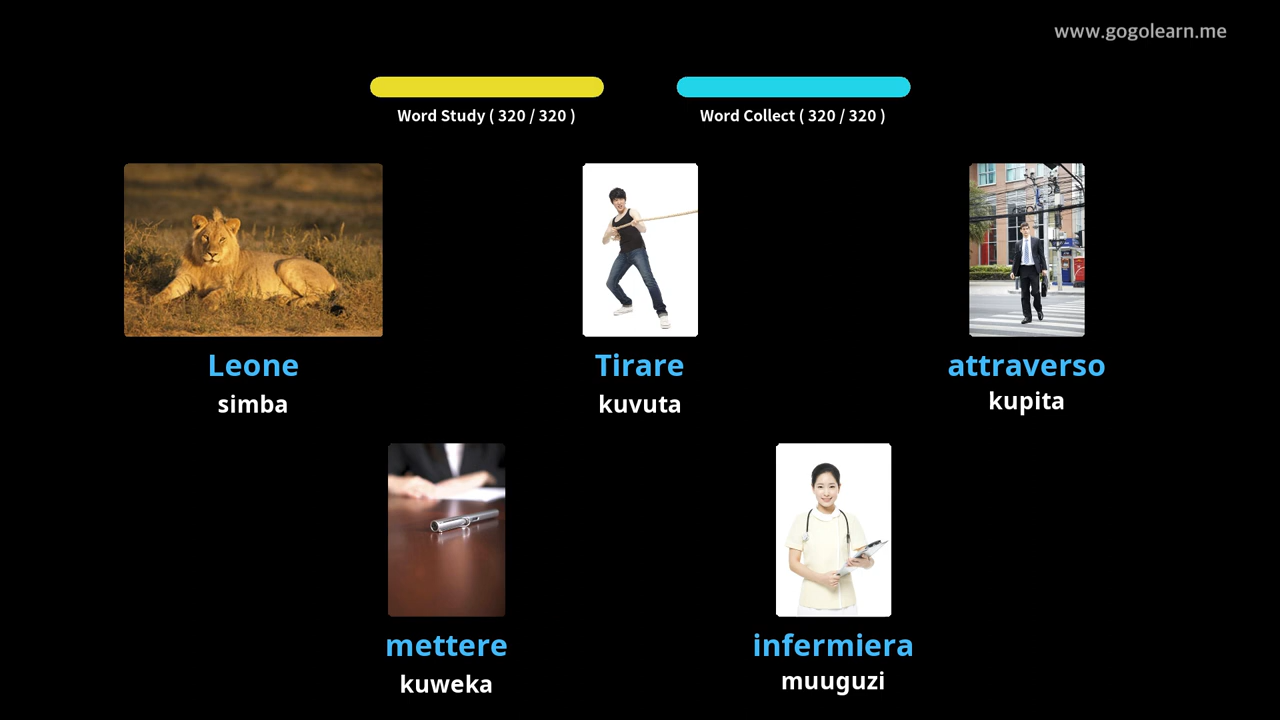 www.gogolearn.me
Word Study ( 320 / 320 )
Word Collect ( 320 / 320 )
Leone
simba
Tirare
kuvuta
attraverso
kupita
mettere
kuweka
infermiera
muuguzi